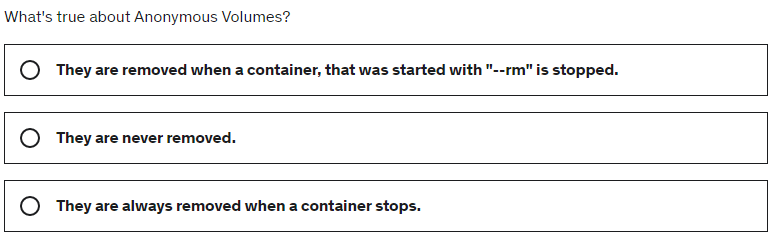 What's true about Anonymous Volumes?
They are removed when a container, that was started with "--rm" is stopped.
They are never removed.
They are always removed when a container stops.